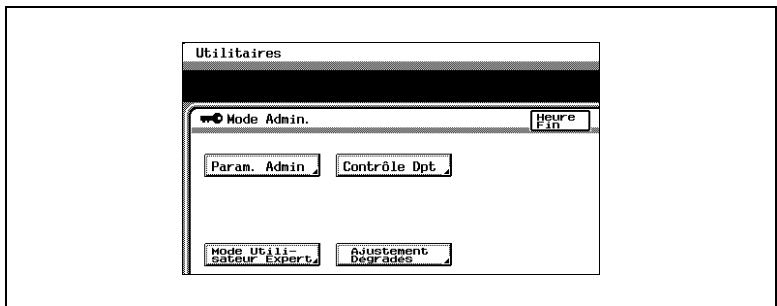 Utilitaires
Mode Admin.
Heure
Fin
Param. Admin
Contrôle Dpt
Mode Utili-
sateur Expert
Ajustement
Dégradés